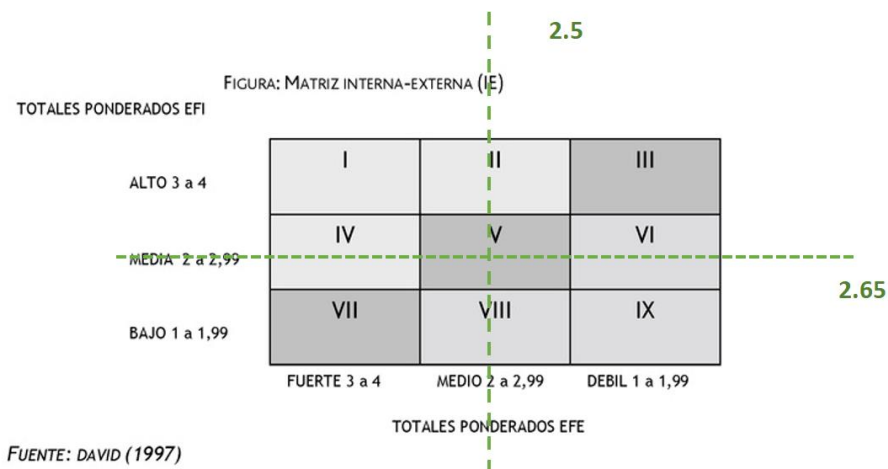 2.5
FIGURA: MATRIZ INTERNA-EXTERNA (IE)
TOTALES PONDERADOS EFI
I II III
ALTO 3 a 4
IV V VI
MEDIA 2 a 2,99
2.65
VII VIII IX
BAJO 1 a 1,99
FUERTE 3 a 4 MEDIO 2 a 2,99 DEBIL 1 a 1,99
TOTALES PONDERADOS EFE
FUENTE: DAVID (1997)